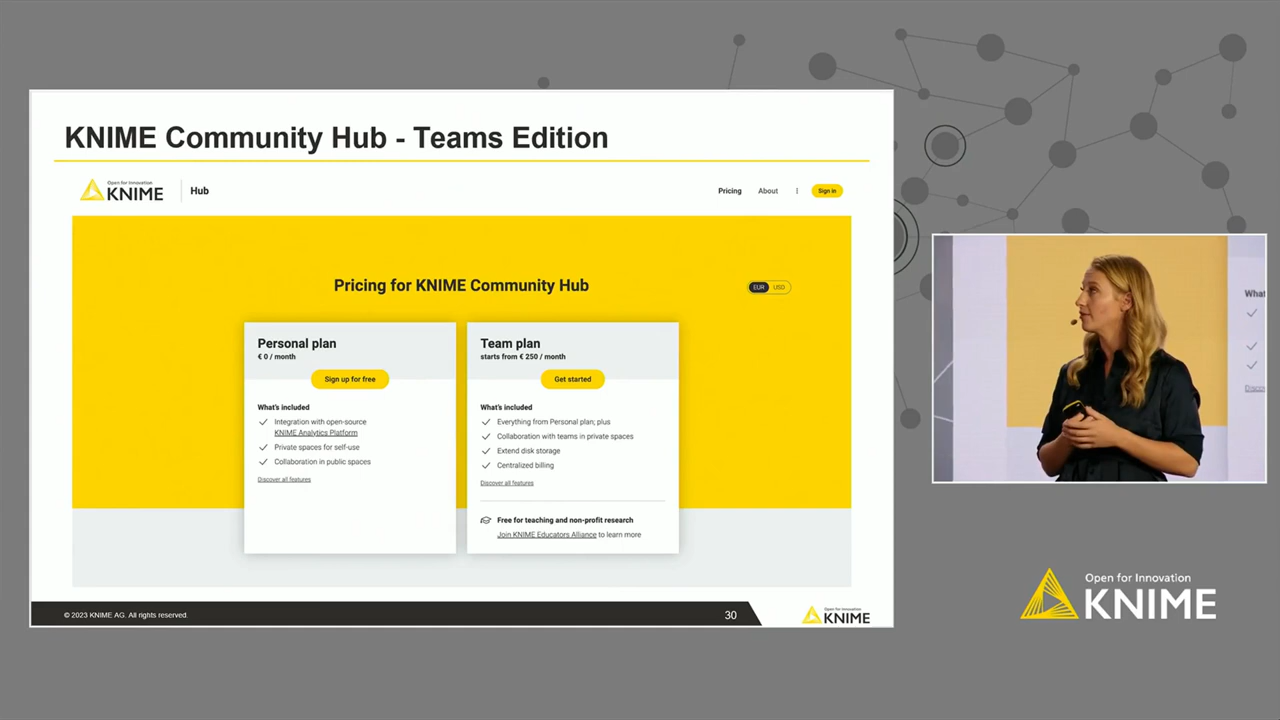 KNIME Community Hub - Teams Edition
Open for Innovation
KNIME
Hub
Pricing
About
Sign in
Pricing for KNIME Community Hub
EUR
USD
Personal plan
€ 0 / month
Sign up for free
What's included
Integration with open-source
KNIME Analytics Platform
Private spaces for self-use
Collaboration in public spaces
Discover all features
Team plan
starts from € 250 / month
Get started
What's included
Everything from Personal plan; plus
Collaboration with teams in private spaces
Extend disk storage
Centralized billing
Discover all features
Free for teaching and non-profit research
Join KNIME Educators Alliance to learn more
© 2023 KNIME AG. All rights reserved.
30
Open for Innovation
KNIME
What
Discov
Open for Innovation
KNIME